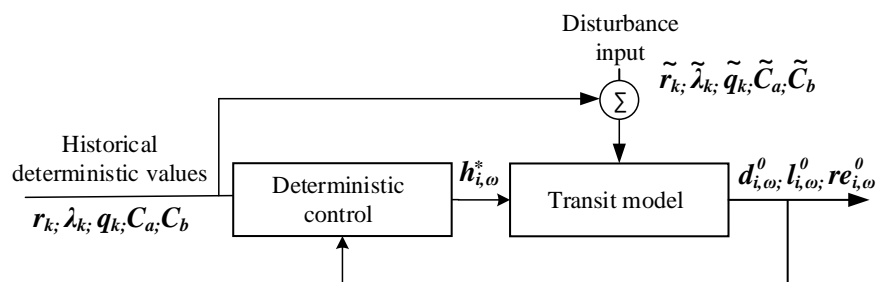 Disturbance
input
r̃k; λ̃k; q̃k; C̃a; C̃b
Σ
Historical
deterministic values
rk; λk; qk,Ca;Cb
Deterministic
control
h*i,ω
Transit model
d0i,ω; l0i,ω; re0i,ω